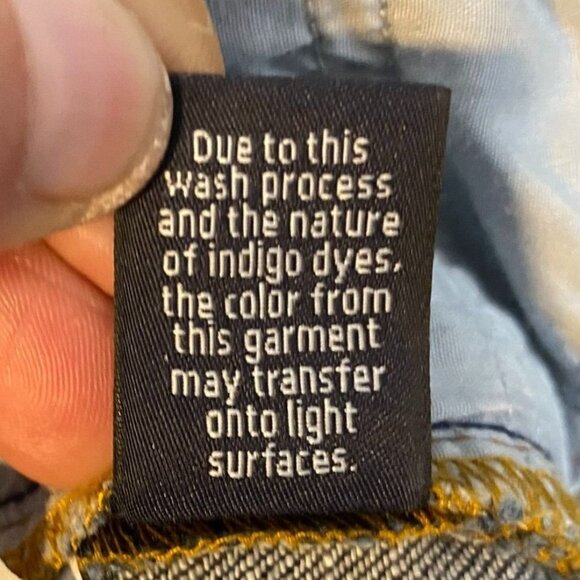 Due to this
wash process
and the nature
of indigo dyes,
the color from
this garment
may transfer
onto light
surfaces.